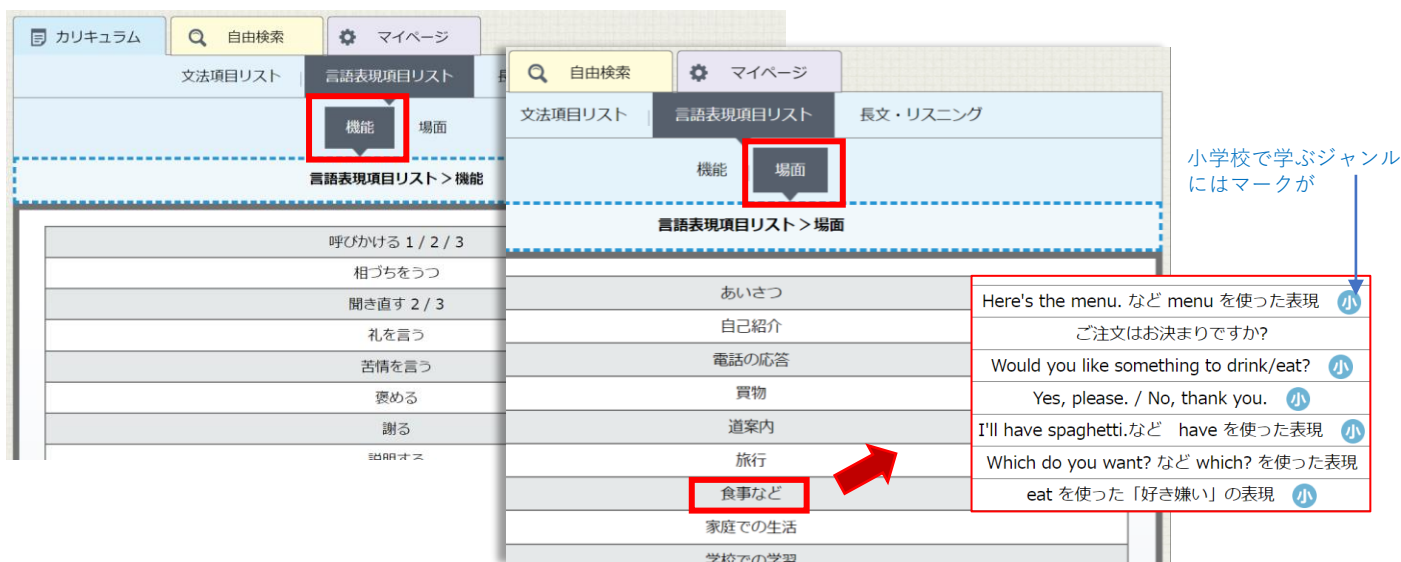 カリキュラム
自由検索
マイページ
文法項目リスト
言語表現項目リスト
機能
場面
言語表現項目リスト＞機能
呼びかける 1 / 2 / 3
相づちをうつ
聞き直す 2 / 3
礼を言う
苦情を言う
褒める
謝る
説明する
自由検索
マイページ
文法項目リスト
言語表現項目リスト
長文・リスニング
機能
場面
言語表現項目リスト＞場面
あいさつ
自己紹介
電話の応答
買物
道案内
旅行
食事など
家庭での生活
学校での学習
小学校で学ぶジャンル
にはマークが
Here's the menu. など menu を使った表現 小
ご注文はお決まりですか?
Would you like something to drink/eat? 小
Yes, please. / No, thank you. 小
I'll have spaghetti.など have を使った表現 小
Which do you want? など which? を使った表現
eat を使った「好き嫌い」の表現 小